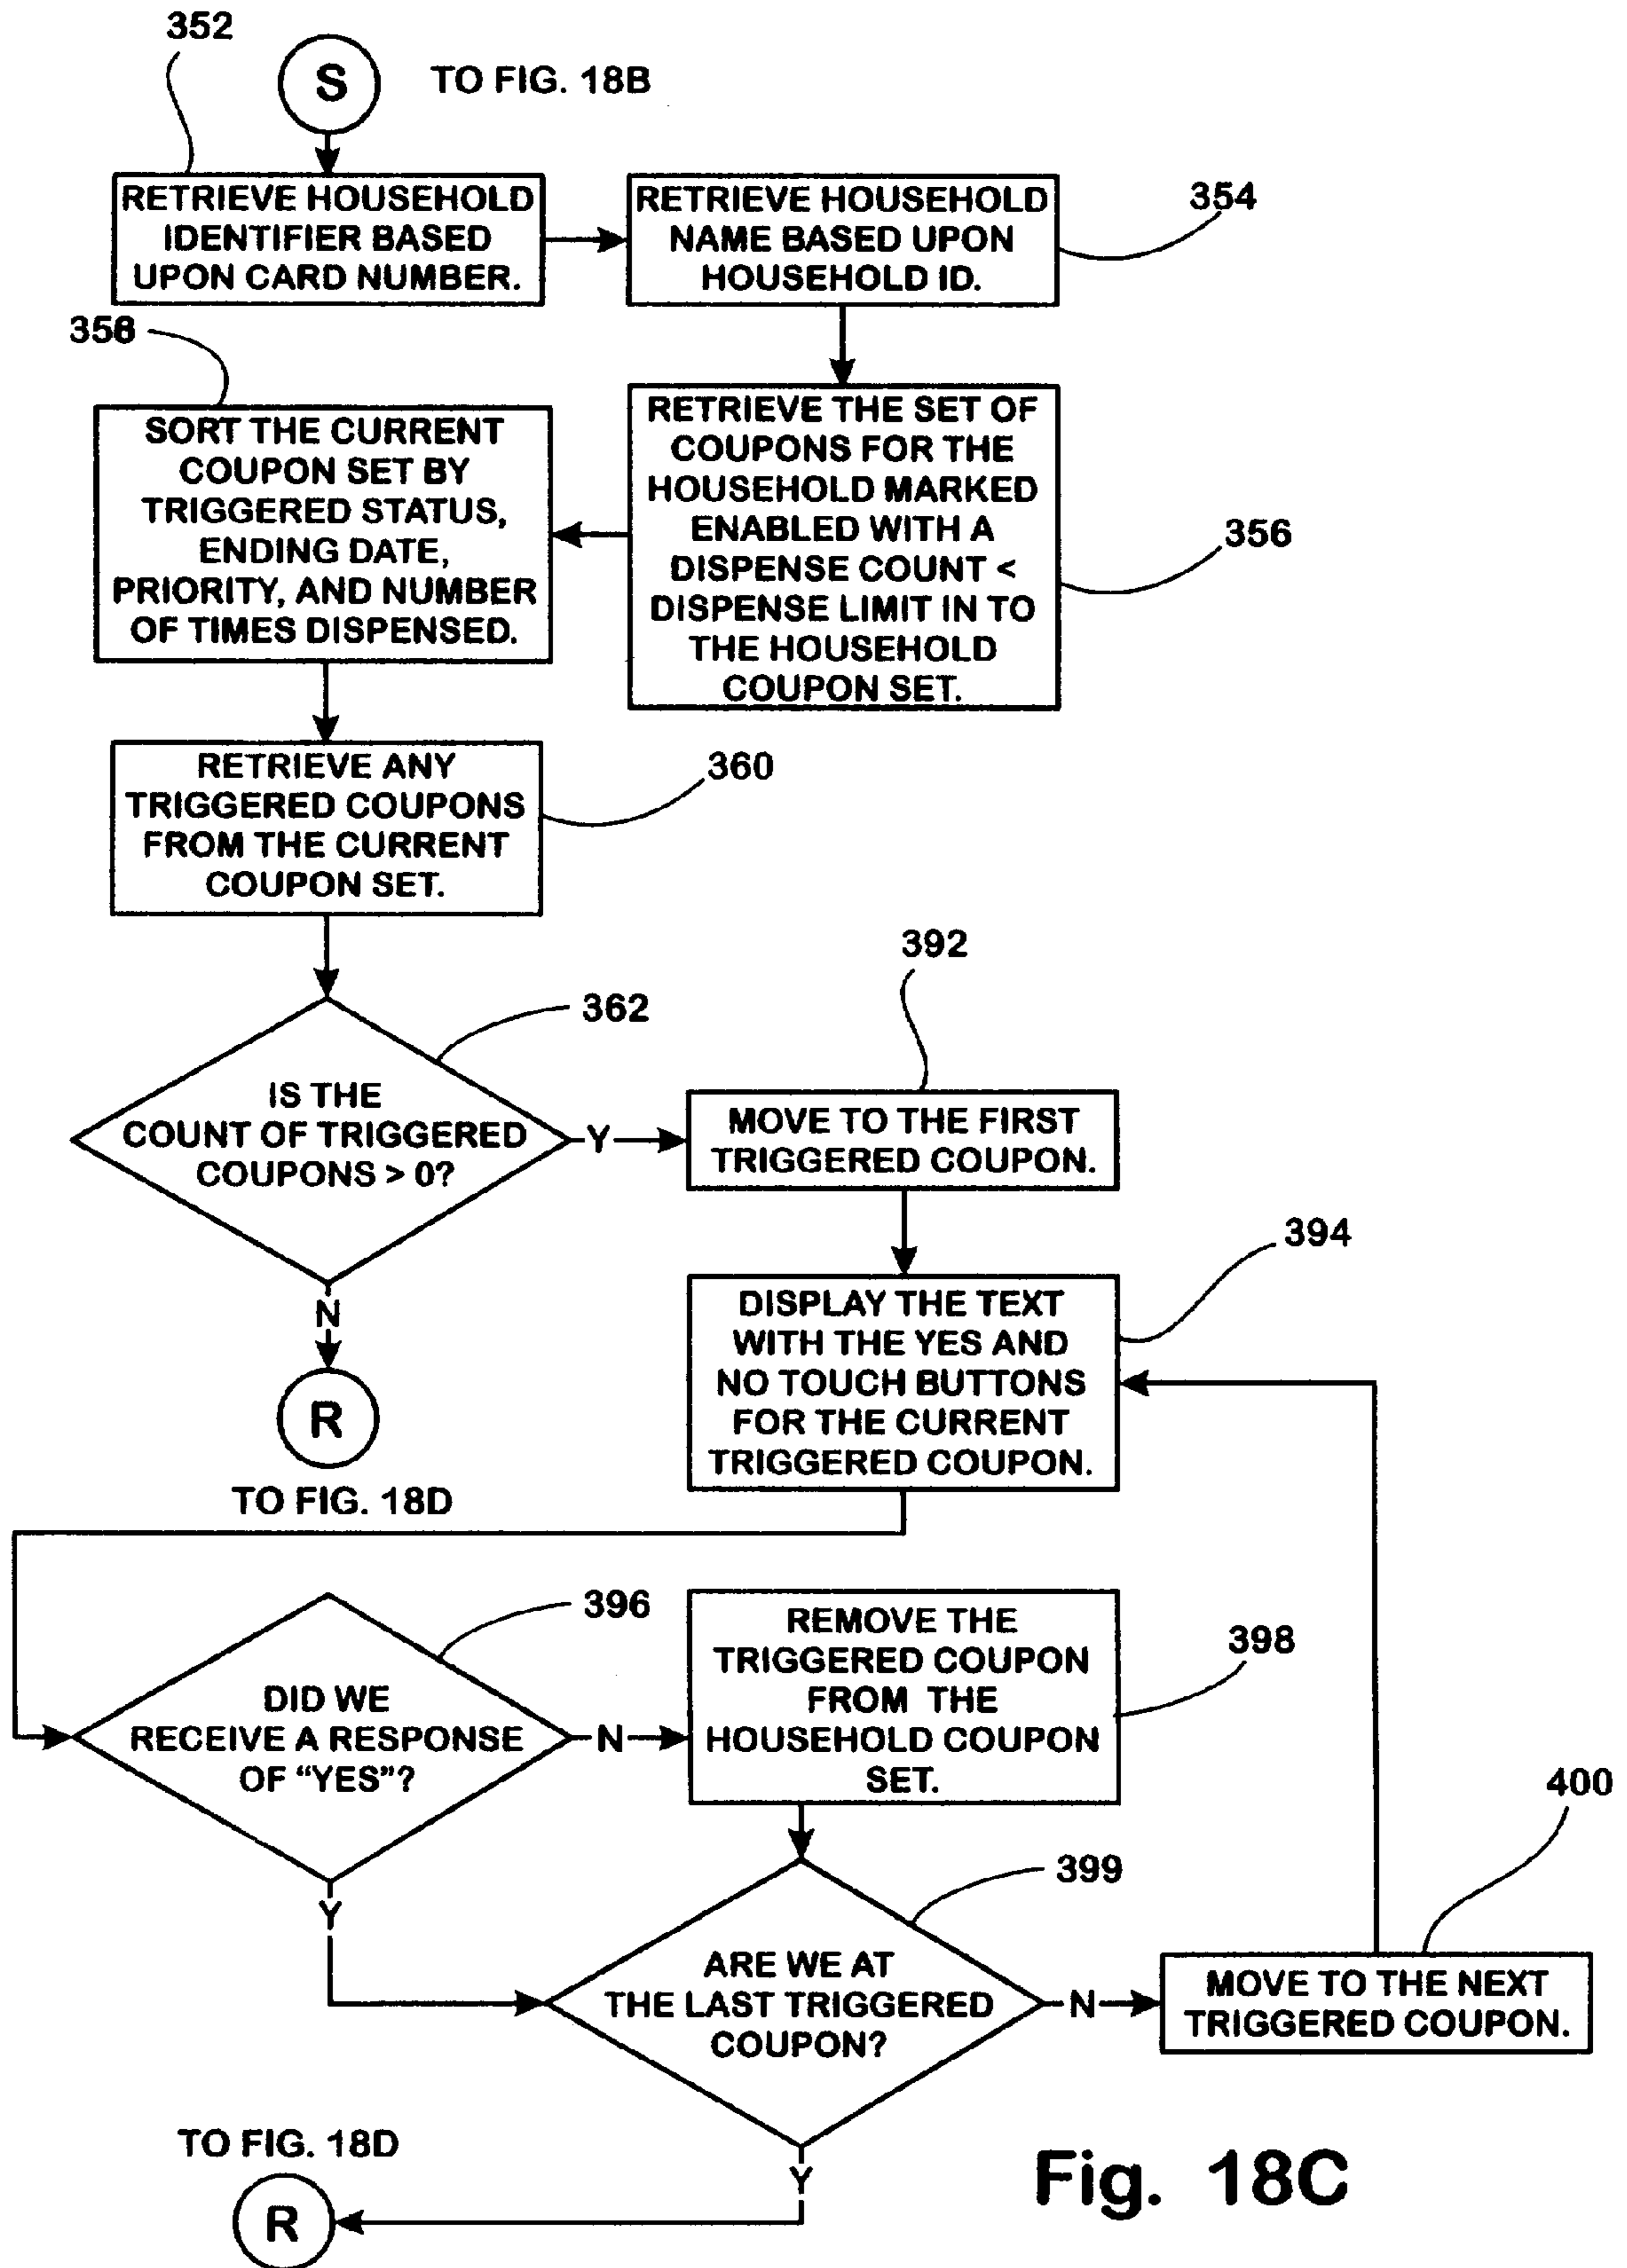 352
S
TO FIG. 18B
RETRIEVE HOUSEHOLD
IDENTIFIER BASED
UPON CARD NUMBER.
RETRIEVE HOUSEHOLD
NAME BASED UPON
HOUSEHOLD ID.
354
358
SORT THE CURRENT
COUPON SET BY
TRIGGERED STATUS,
ENDING DATE,
PRIORITY, AND NUMBER
OF TIMES DISPENSED.
RETRIEVE THE SET OF
COUPONS FOR THE
HOUSEHOLD MARKED
ENABLED WITH A
DISPENSE COUNT <
DISPENSE LIMIT IN TO
THE HOUSEHOLD
COUPON SET.
356
RETRIEVE ANY
TRIGGERED COUPONS
FROM THE CURRENT
COUPON SET.
360
392
362
IS THE
COUNT OF TRIGGERED
COUPONS > 0?
Y
MOVE TO THE FIRST
TRIGGERED COUPON.
N
R
TO FIG. 18D
394
DISPLAY THE TEXT
WITH THE YES AND
NO TOUCH BUTTONS
FOR THE CURRENT
TRIGGERED COUPON.
396
DID WE
RECEIVE A RESPONSE
OF “YES”?
N
REMOVE THE
TRIGGERED COUPON
FROM THE
HOUSEHOLD COUPON
SET.
398
Y
399
400
ARE WE AT
THE LAST TRIGGERED
COUPON?
N
MOVE TO THE NEXT
TRIGGERED COUPON.
Y
TO FIG. 18D
R
Fig. 18C